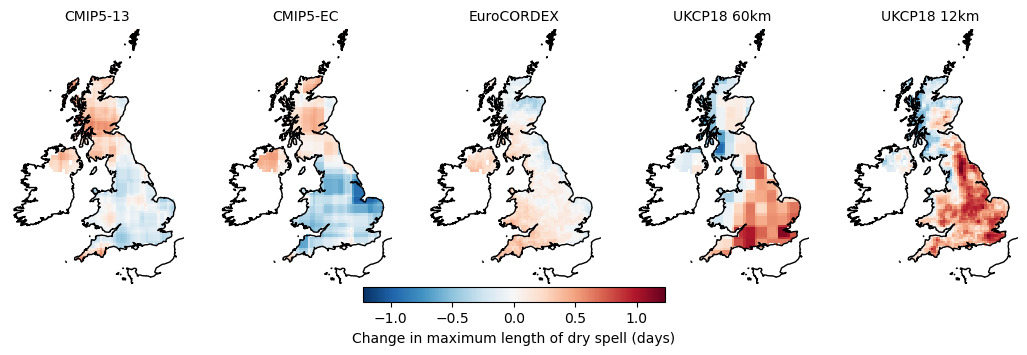 CMIP5-13 CMIP5-EC EuroCORDEX UKCP18 60km UKCP18 12km
−1.0 −0.5 0.0 0.5 1.0
Change in maximum length of dry spell (days)